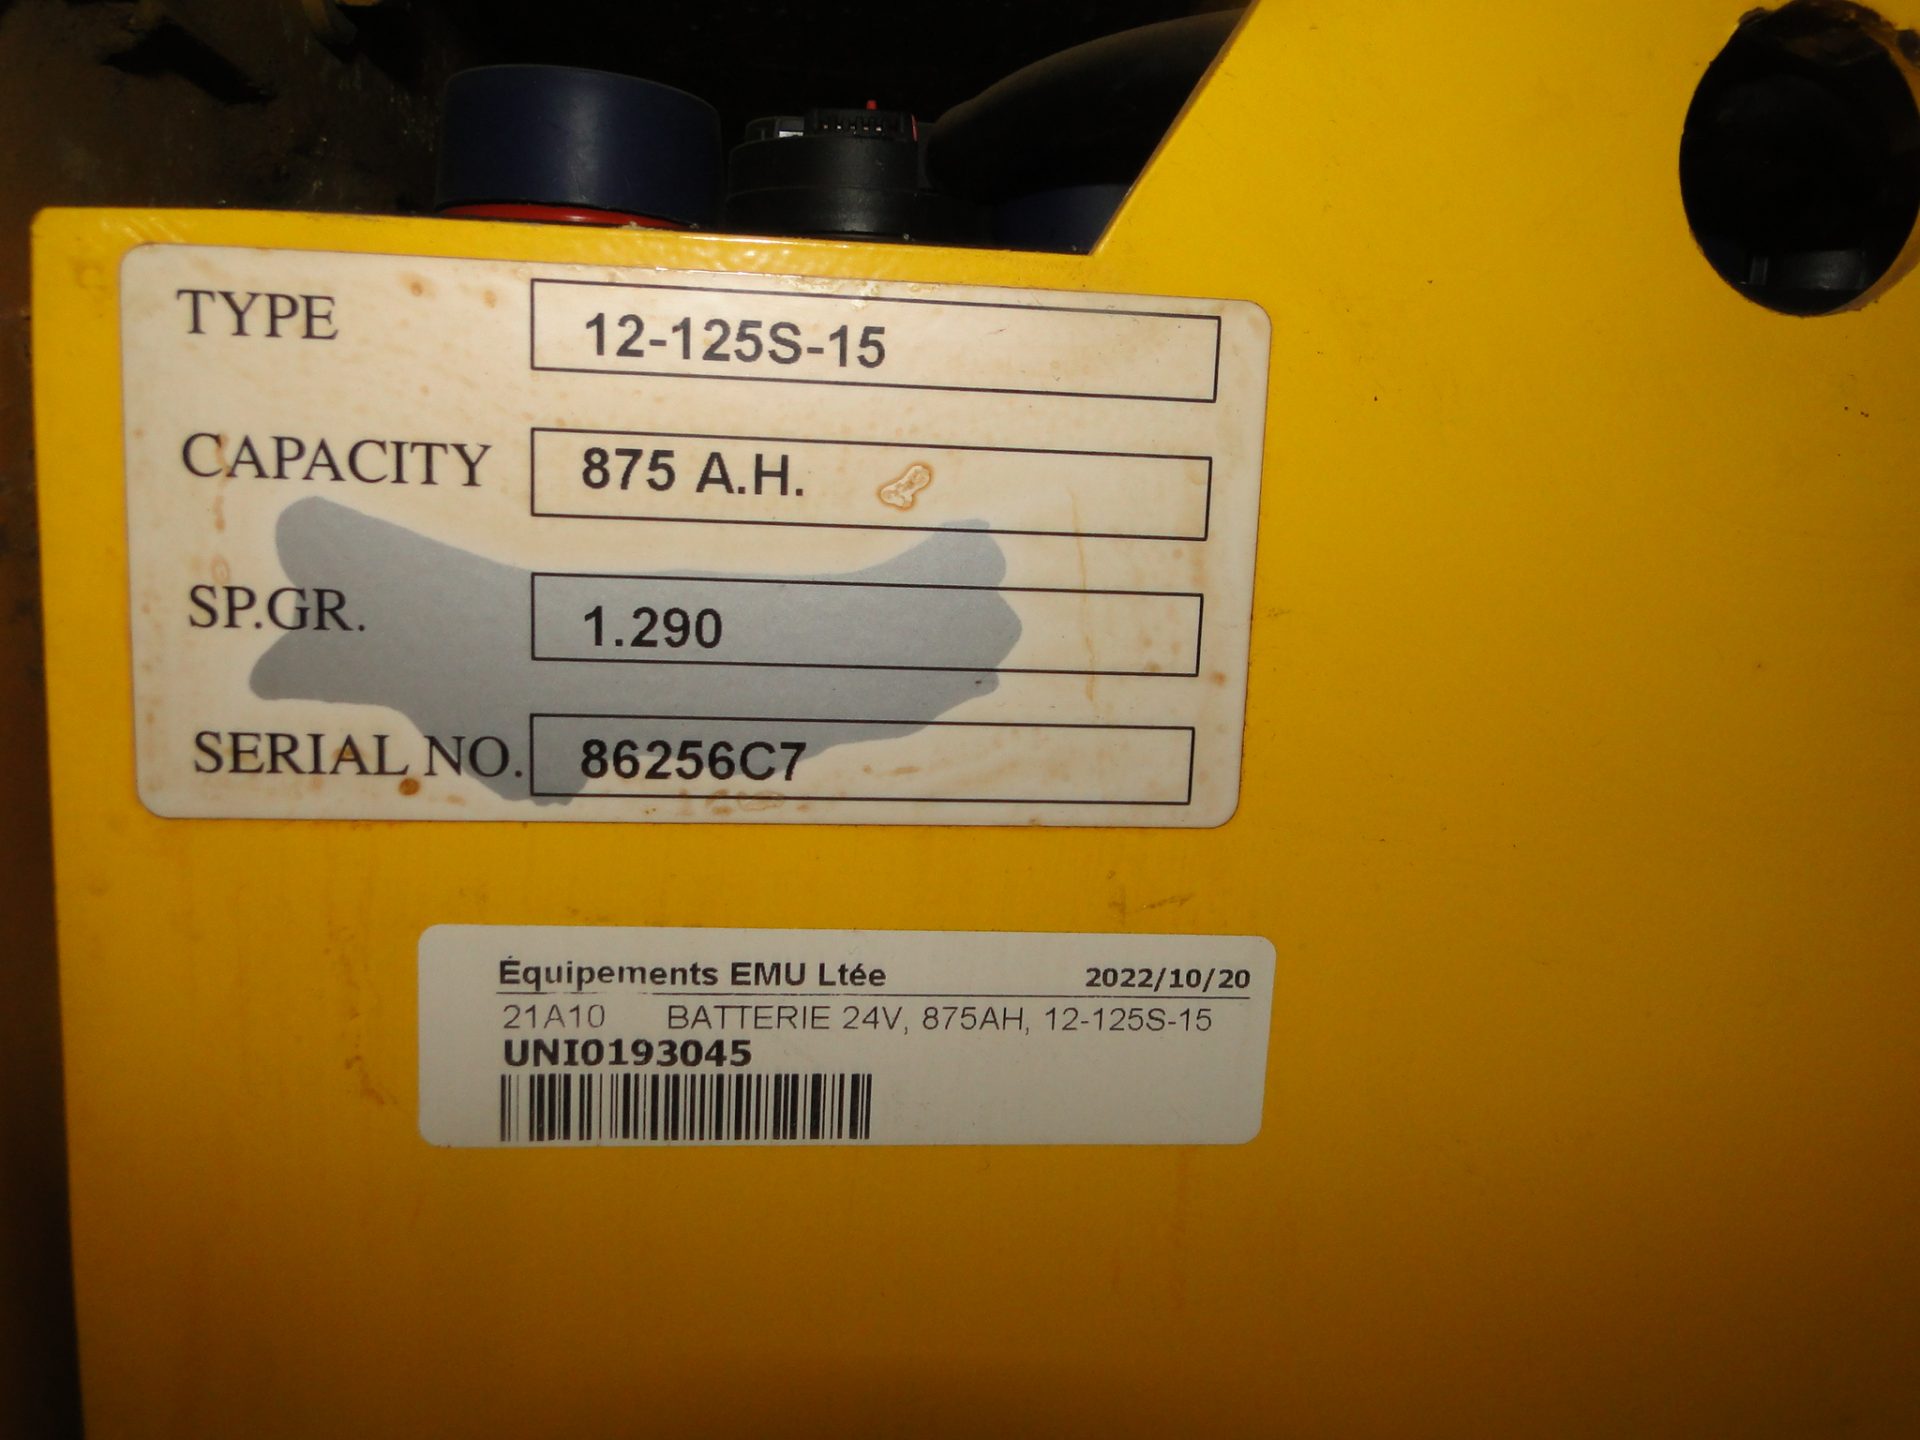 TYPE 12-125S-15
CAPACITY 875 A.H.
SP.GR. 1.290
SERIAL NO. 86256C7
Équipements EMU Ltée 2022/10/20
21A10 BATTERIE 24V, 875AH, 12-125S-15
UNI0193045